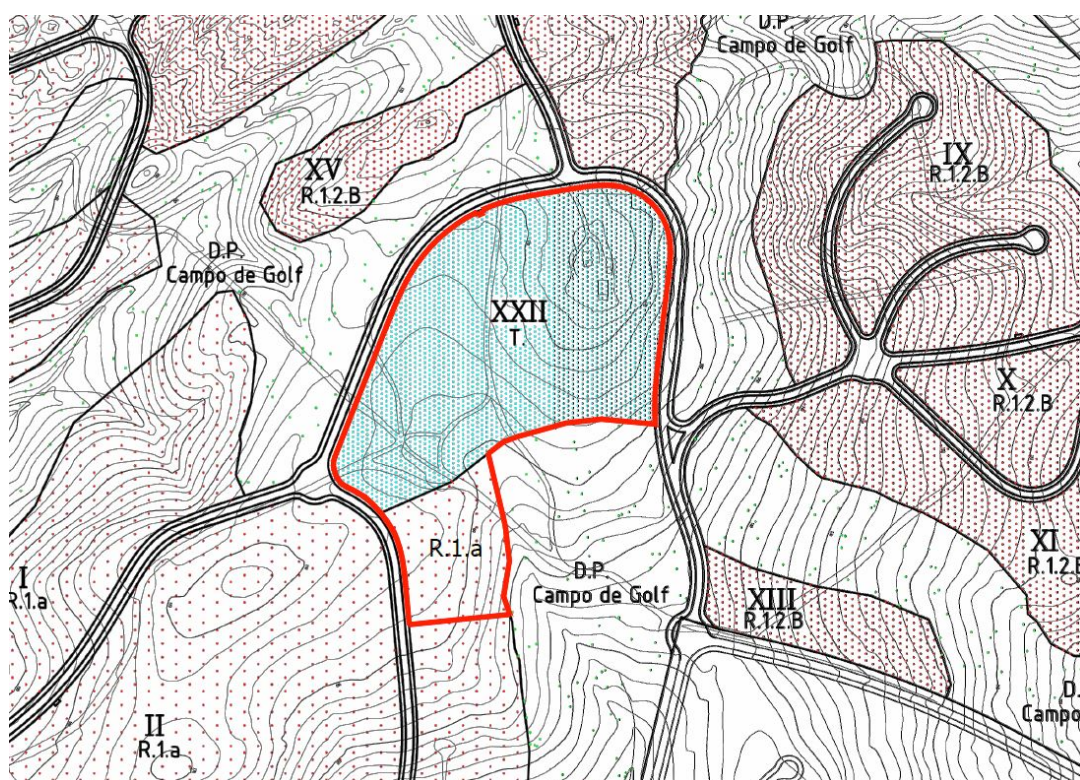 D.P.
Campo de Golf
XV
R.1.2.B
IX
R.1.2.B
D.P.
Campo de Golf
XXII
T.
X
R.1.2.B
R.1.a
XI
R.1.2.B
I
R.1.a
D.P.
Campo de Golf
XIII
R.1.2.B
II
R.1.a
D.
Campo